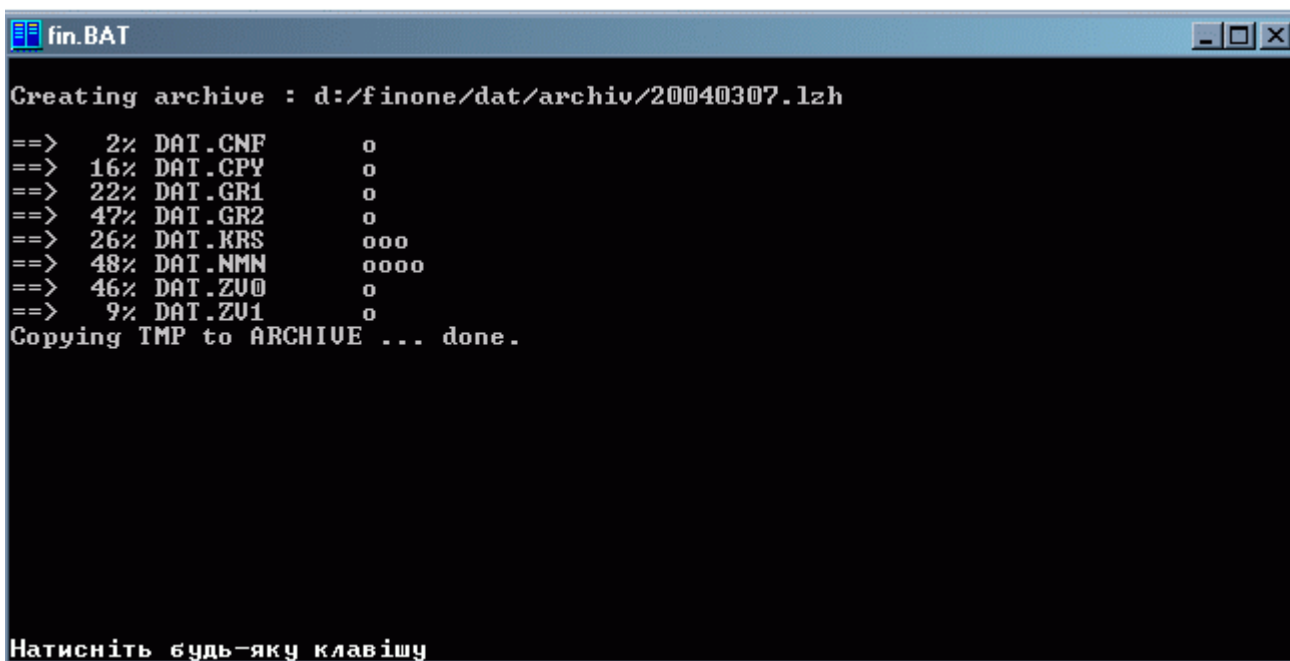 fin.BAT
Creating archive : d:/finone/dat/archiv/20040307.lzh
==> 2% DAT.CNF o
==> 16% DAT.CPY o
==> 22% DAT.GR1 o
==> 47% DAT.GR2 o
==> 26% DAT.KRS ooo
==> 48% DAT.NMN oooo
==> 46% DAT.ZV0 o
==> 9% DAT.ZV1 o
Copying TMP to ARCHIVE ... done.
Натисніть будь-яку клавішу